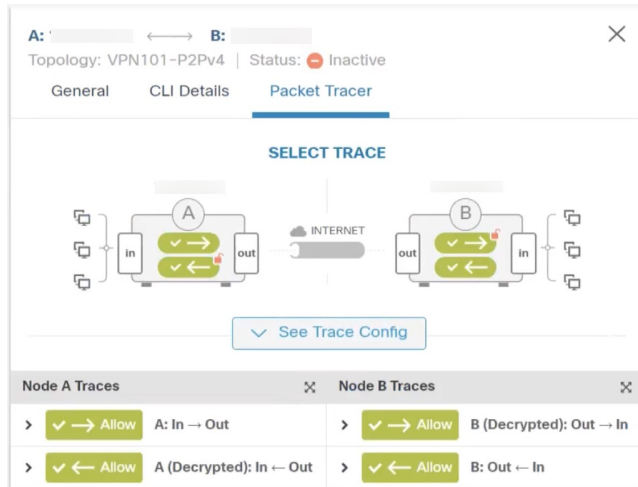 A: B:
Topology: VPN101-P2Pv4 | Status: Inactive
General CLI Details Packet Tracer
SELECT TRACE
A B
INTERNET
in out out in
See Trace Config
Node A Traces Node B Traces
Allow A: In → Out Allow B (Decrypted): Out → In
Allow A (Decrypted): In ← Out Allow B: Out ← In